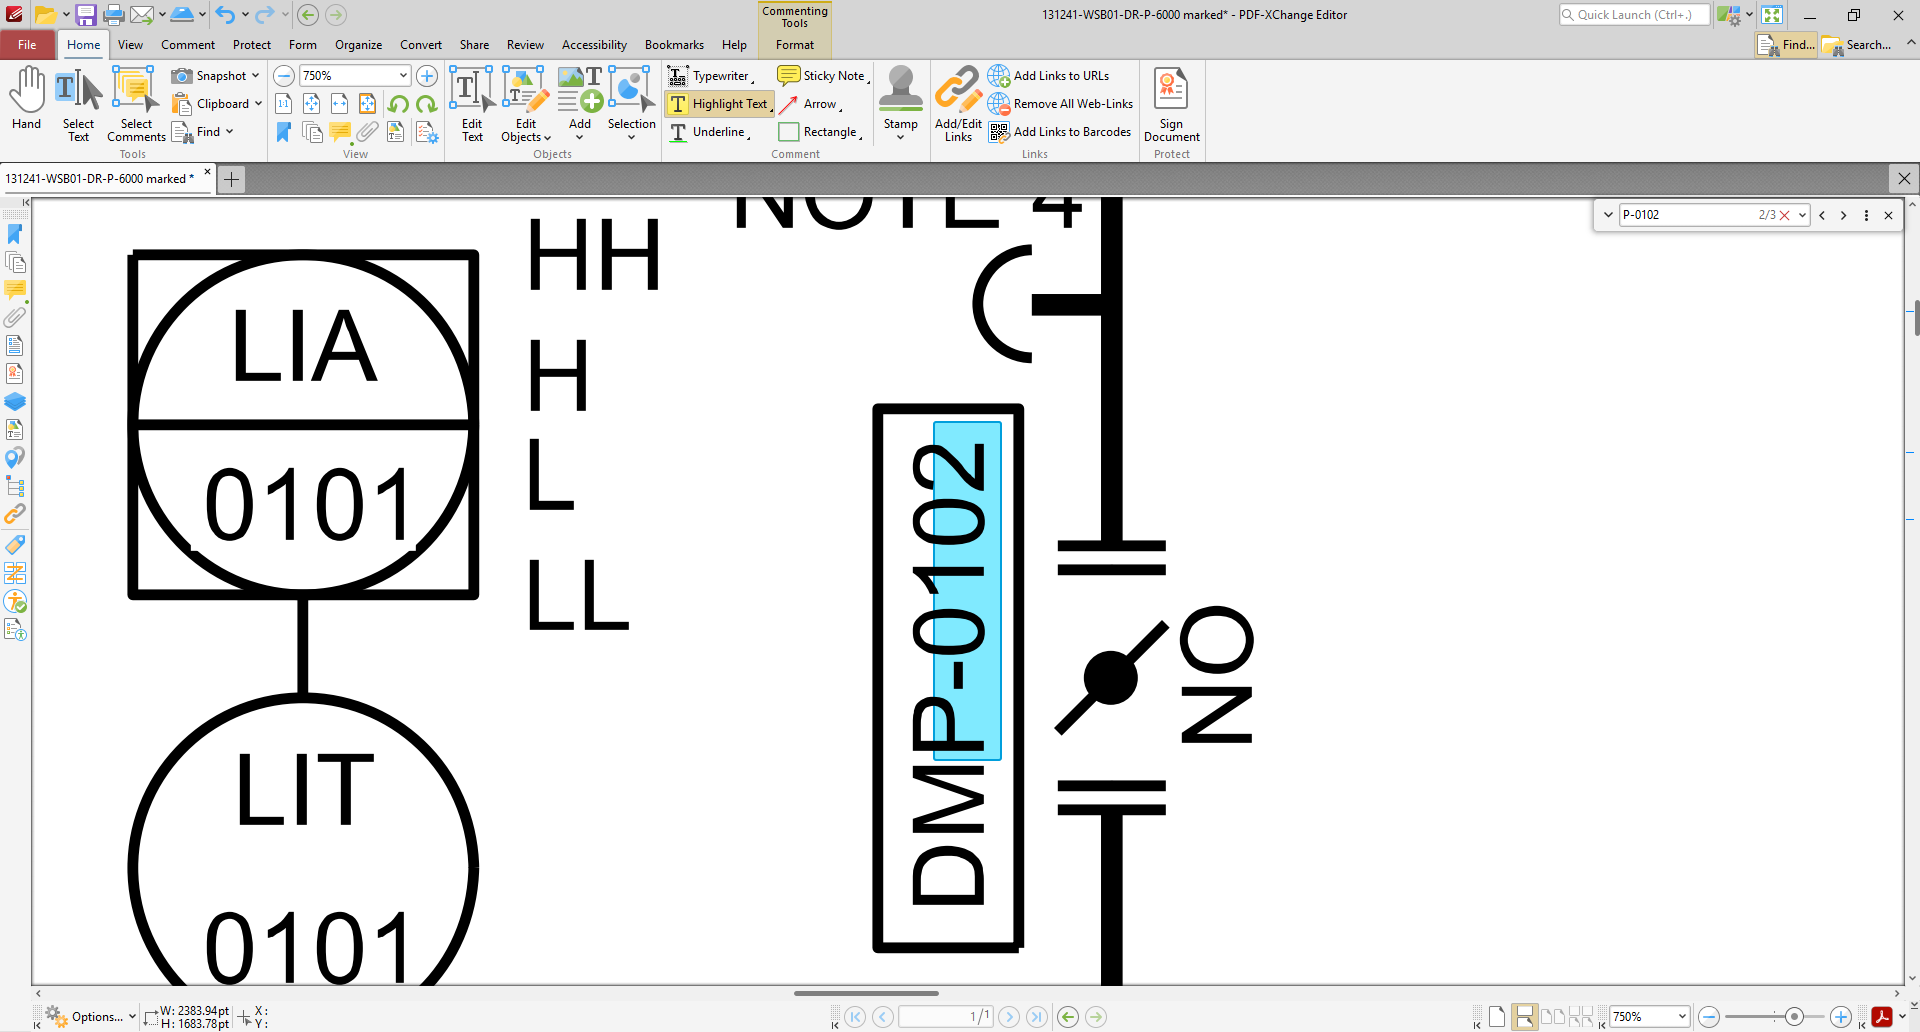 Commenting
Tools
131241-WSB01-DR-P-6000 marked* - PDF-XChange Editor
Quick Launch (Ctrl+.)
File
Home
View
Comment
Protect
Form
Organize
Convert
Share
Review
Accessibility
Bookmarks
Help
Format
Find...
Search...
Hand
Select
Text
Select
Comments
Snapshot
Clipboard
Find
Tools
750%
1:1
View
Edit
Text
Edit
Objects
Add
Selection
Objects
Typewriter
Highlight Text
Underline
Sticky Note
Arrow
Rectangle
Stamp
Comment
Add/Edit
Links
Add Links to URLs
Remove All Web-Links
Add Links to Barcodes
Links
Sign
Document
Protect
131241-WSB01-DR-P-6000 marked *
P-0102
2/3
NOTE 4
HH
H
L
LL
LIA
0101
LIT
0101
DMP-0102
NO
Options...
W: 2383.94pt
H: 1683.78pt
X:
Y:
1/1
750%